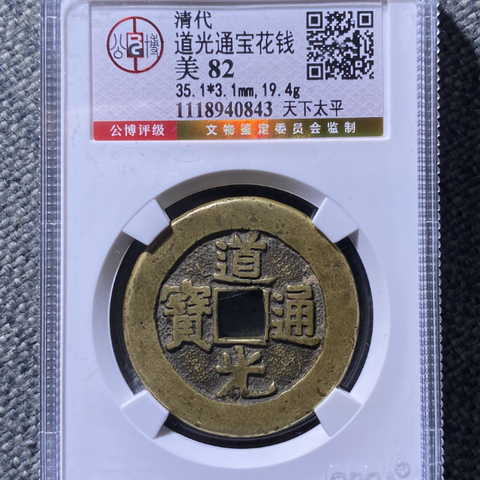 公博
清代
道光通宝花钱
美 82
35.1*3.1mm,19.4g
1118940843 天下太平
公博评级 文物鉴定委员会监制
道光通寶